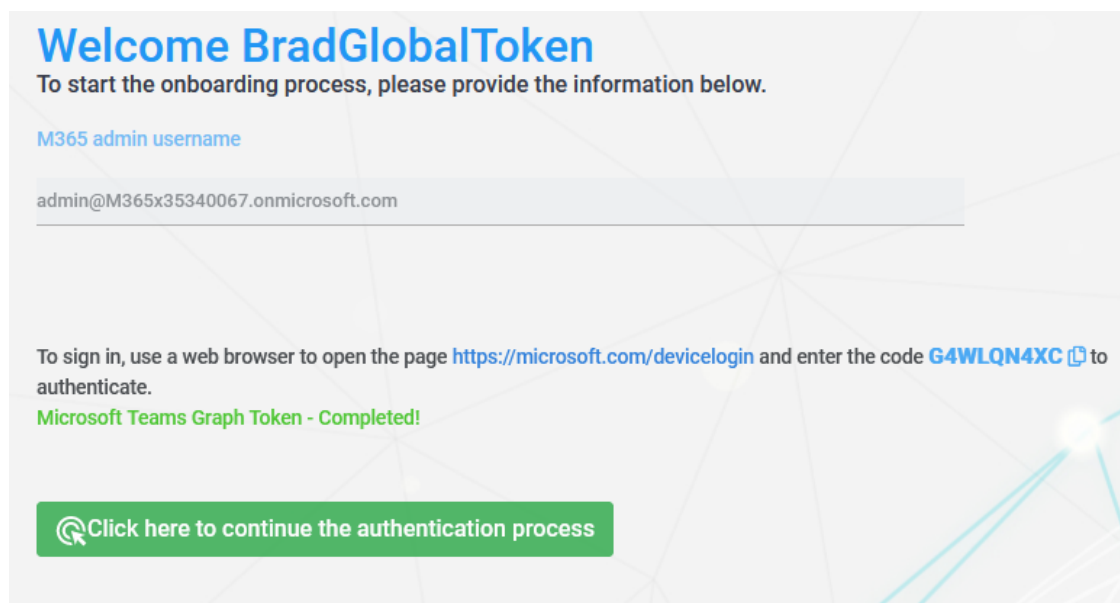 Welcome BradGlobalToken
To start the onboarding process, please provide the information below.
M365 admin username
admin@M365x35340067.onmicrosoft.com
To sign in, use a web browser to open the page https://microsoft.com/devicelogin and enter the code G4WLQN4XC to
authenticate.
Microsoft Teams Graph Token - Completed!
Click here to continue the authentication process